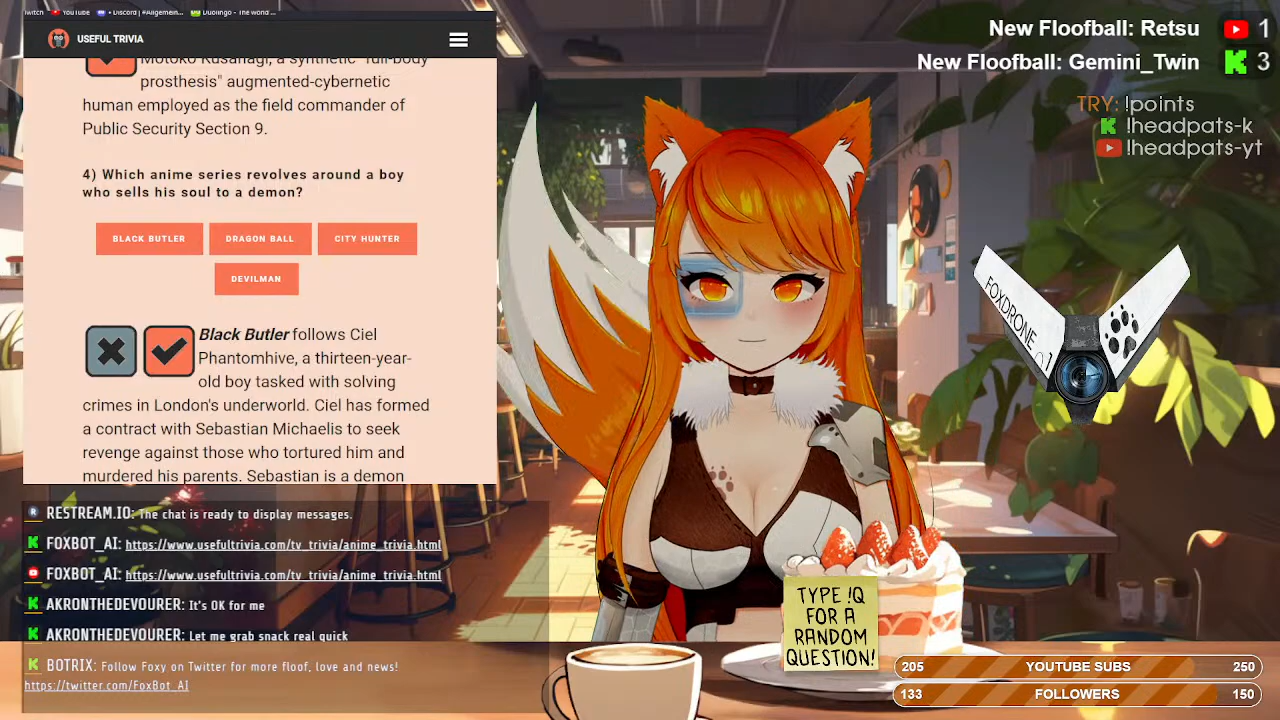 Twitch YouTube • Discord | #Allgemein... Duolingo - The world ...
USEFUL TRIVIA
Motoko Kusanagi, a synthetic "full-body
prosthesis" augmented-cybernetic
human employed as the field commander of
Public Security Section 9.
4) Which anime series revolves around a boy
who sells his soul to a demon?
BLACK BUTLER DRAGON BALL CITY HUNTER
DEVILMAN
Black Butler follows Ciel
Phantomhive, a thirteen-year-
old boy tasked with solving
crimes in London's underworld. Ciel has formed
a contract with Sebastian Michaelis to seek
revenge against those who tortured him and
murdered his parents. Sebastian is a demon
RESTREAM.IO: The chat is ready to display messages.
FOXBOT_AI: https://www.usefultrivia.com/tv_trivia/anime_trivia.html
FOXBOT_AI: https://www.usefultrivia.com/tv_trivia/anime_trivia.html
AKRONTHEDEVOURER: It's OK for me
AKRONTHEDEVOURER: Let me grab snack real quick
BOTRIX: Follow Foxy on Twitter for more floof, love and news!
https://twitter.com/FoxBot_AI
New Floofball: Retsu 1
New Floofball: Gemini_Twin K 3
TRY: !points
K !headpats-k
!headpats-yt
FOXDRONE
TYPE !Q
FOR A
RANDOM
QUESTION!
205 YOUTUBE SUBS 250
133 FOLLOWERS 150